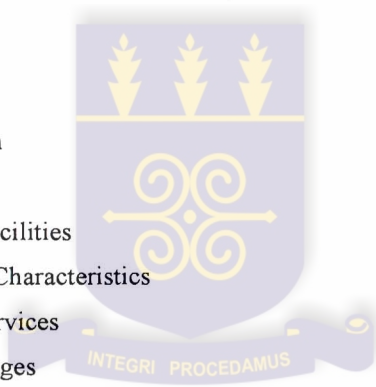 n
cilities
Characteristics
rvices
ges
INTEGRI PROCEDAMUS